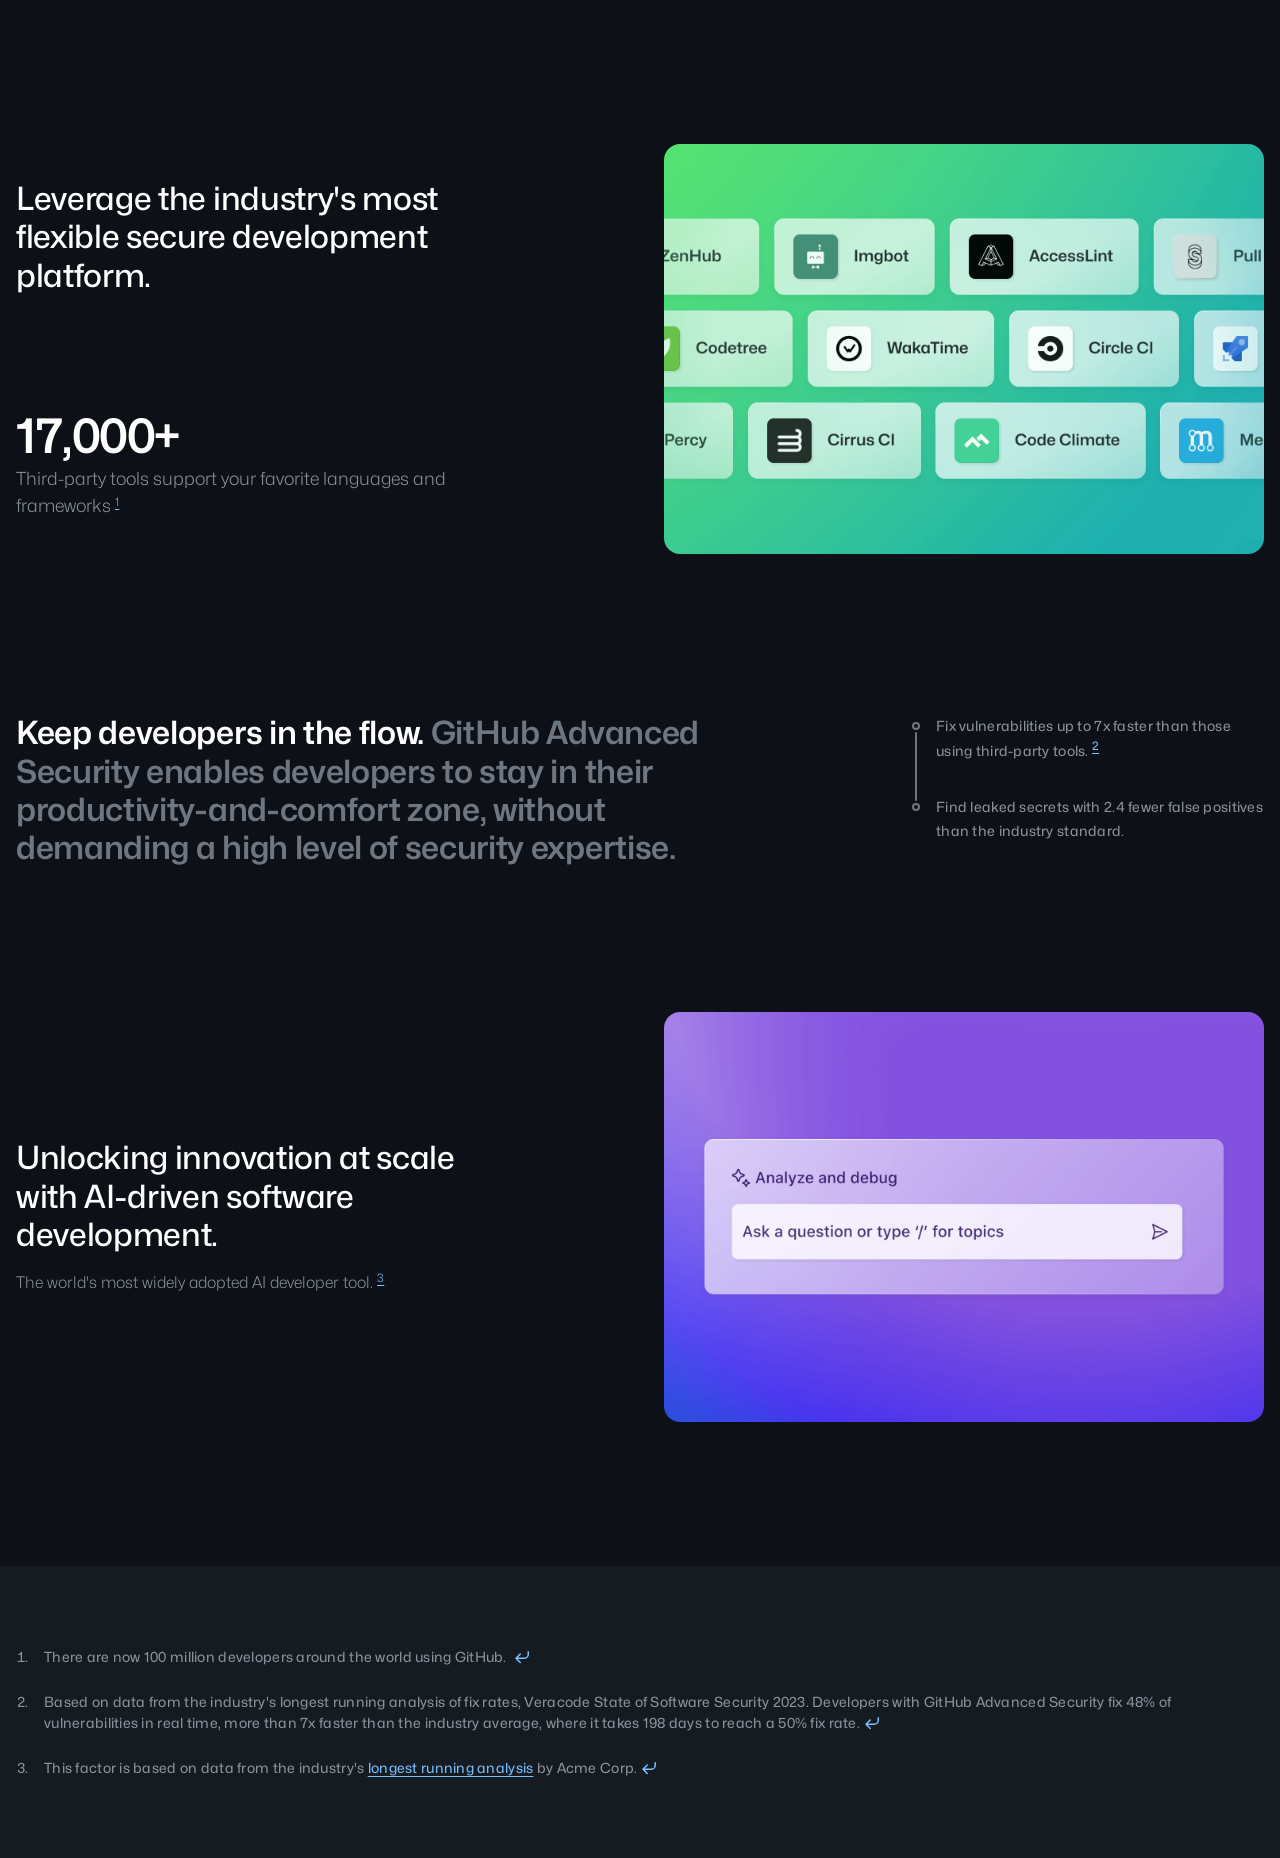 Leverage the industry's most
flexible secure development
platform.
17,000+
Third-party tools support your favorite languages and
frameworks 1
ZenHub
Imgbot
AccessLint
Pull
Codetree
WakaTime
Circle CI
Percy
Cirrus CI
Code Climate
Me
Keep developers in the flow. GitHub Advanced
Security enables developers to stay in their
productivity-and-comfort zone, without
demanding a high level of security expertise.
Fix vulnerabilities up to 7x faster than those
using third-party tools. 2
Find leaked secrets with 2.4 fewer false positives
than the industry standard.
Unlocking innovation at scale
with AI-driven software
development.
The world's most widely adopted AI developer tool. 3
Analyze and debug
Ask a question or type ‘/’ for topics
1. There are now 100 million developers around the world using GitHub.
2. Based on data from the industry's longest running analysis of fix rates, Veracode State of Software Security 2023. Developers with GitHub Advanced Security fix 48% of
vulnerabilities in real time, more than 7x faster than the industry average, where it takes 198 days to reach a 50% fix rate.
3. This factor is based on data from the industry's longest running analysis by Acme Corp.